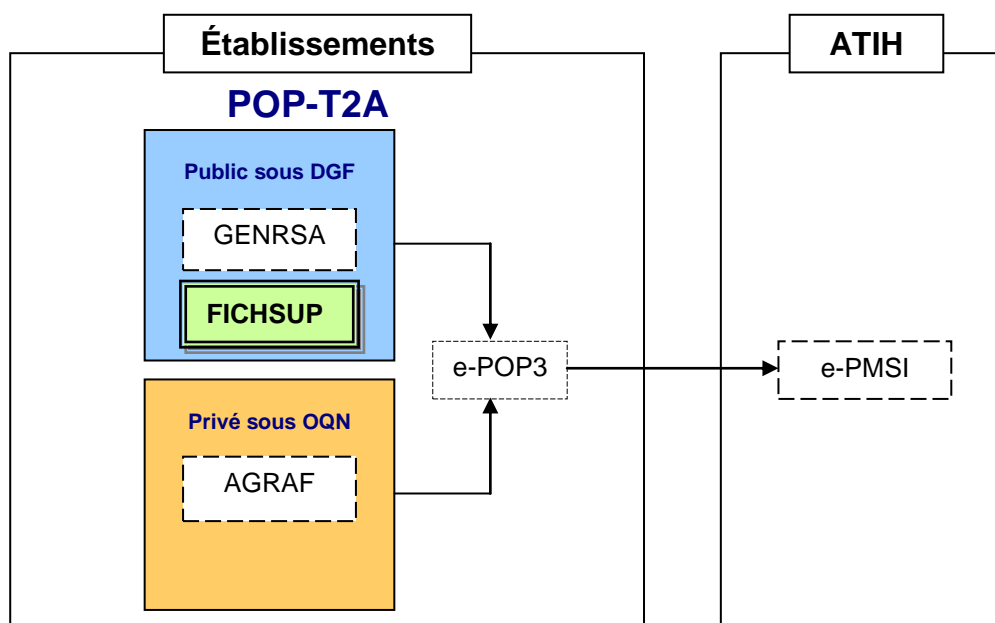 Établissements
ATIH
POP-T2A
Public sous DGF
GENRSA
FICHSUP
e-POP3
e-PMSI
Privé sous OQN
AGRAF